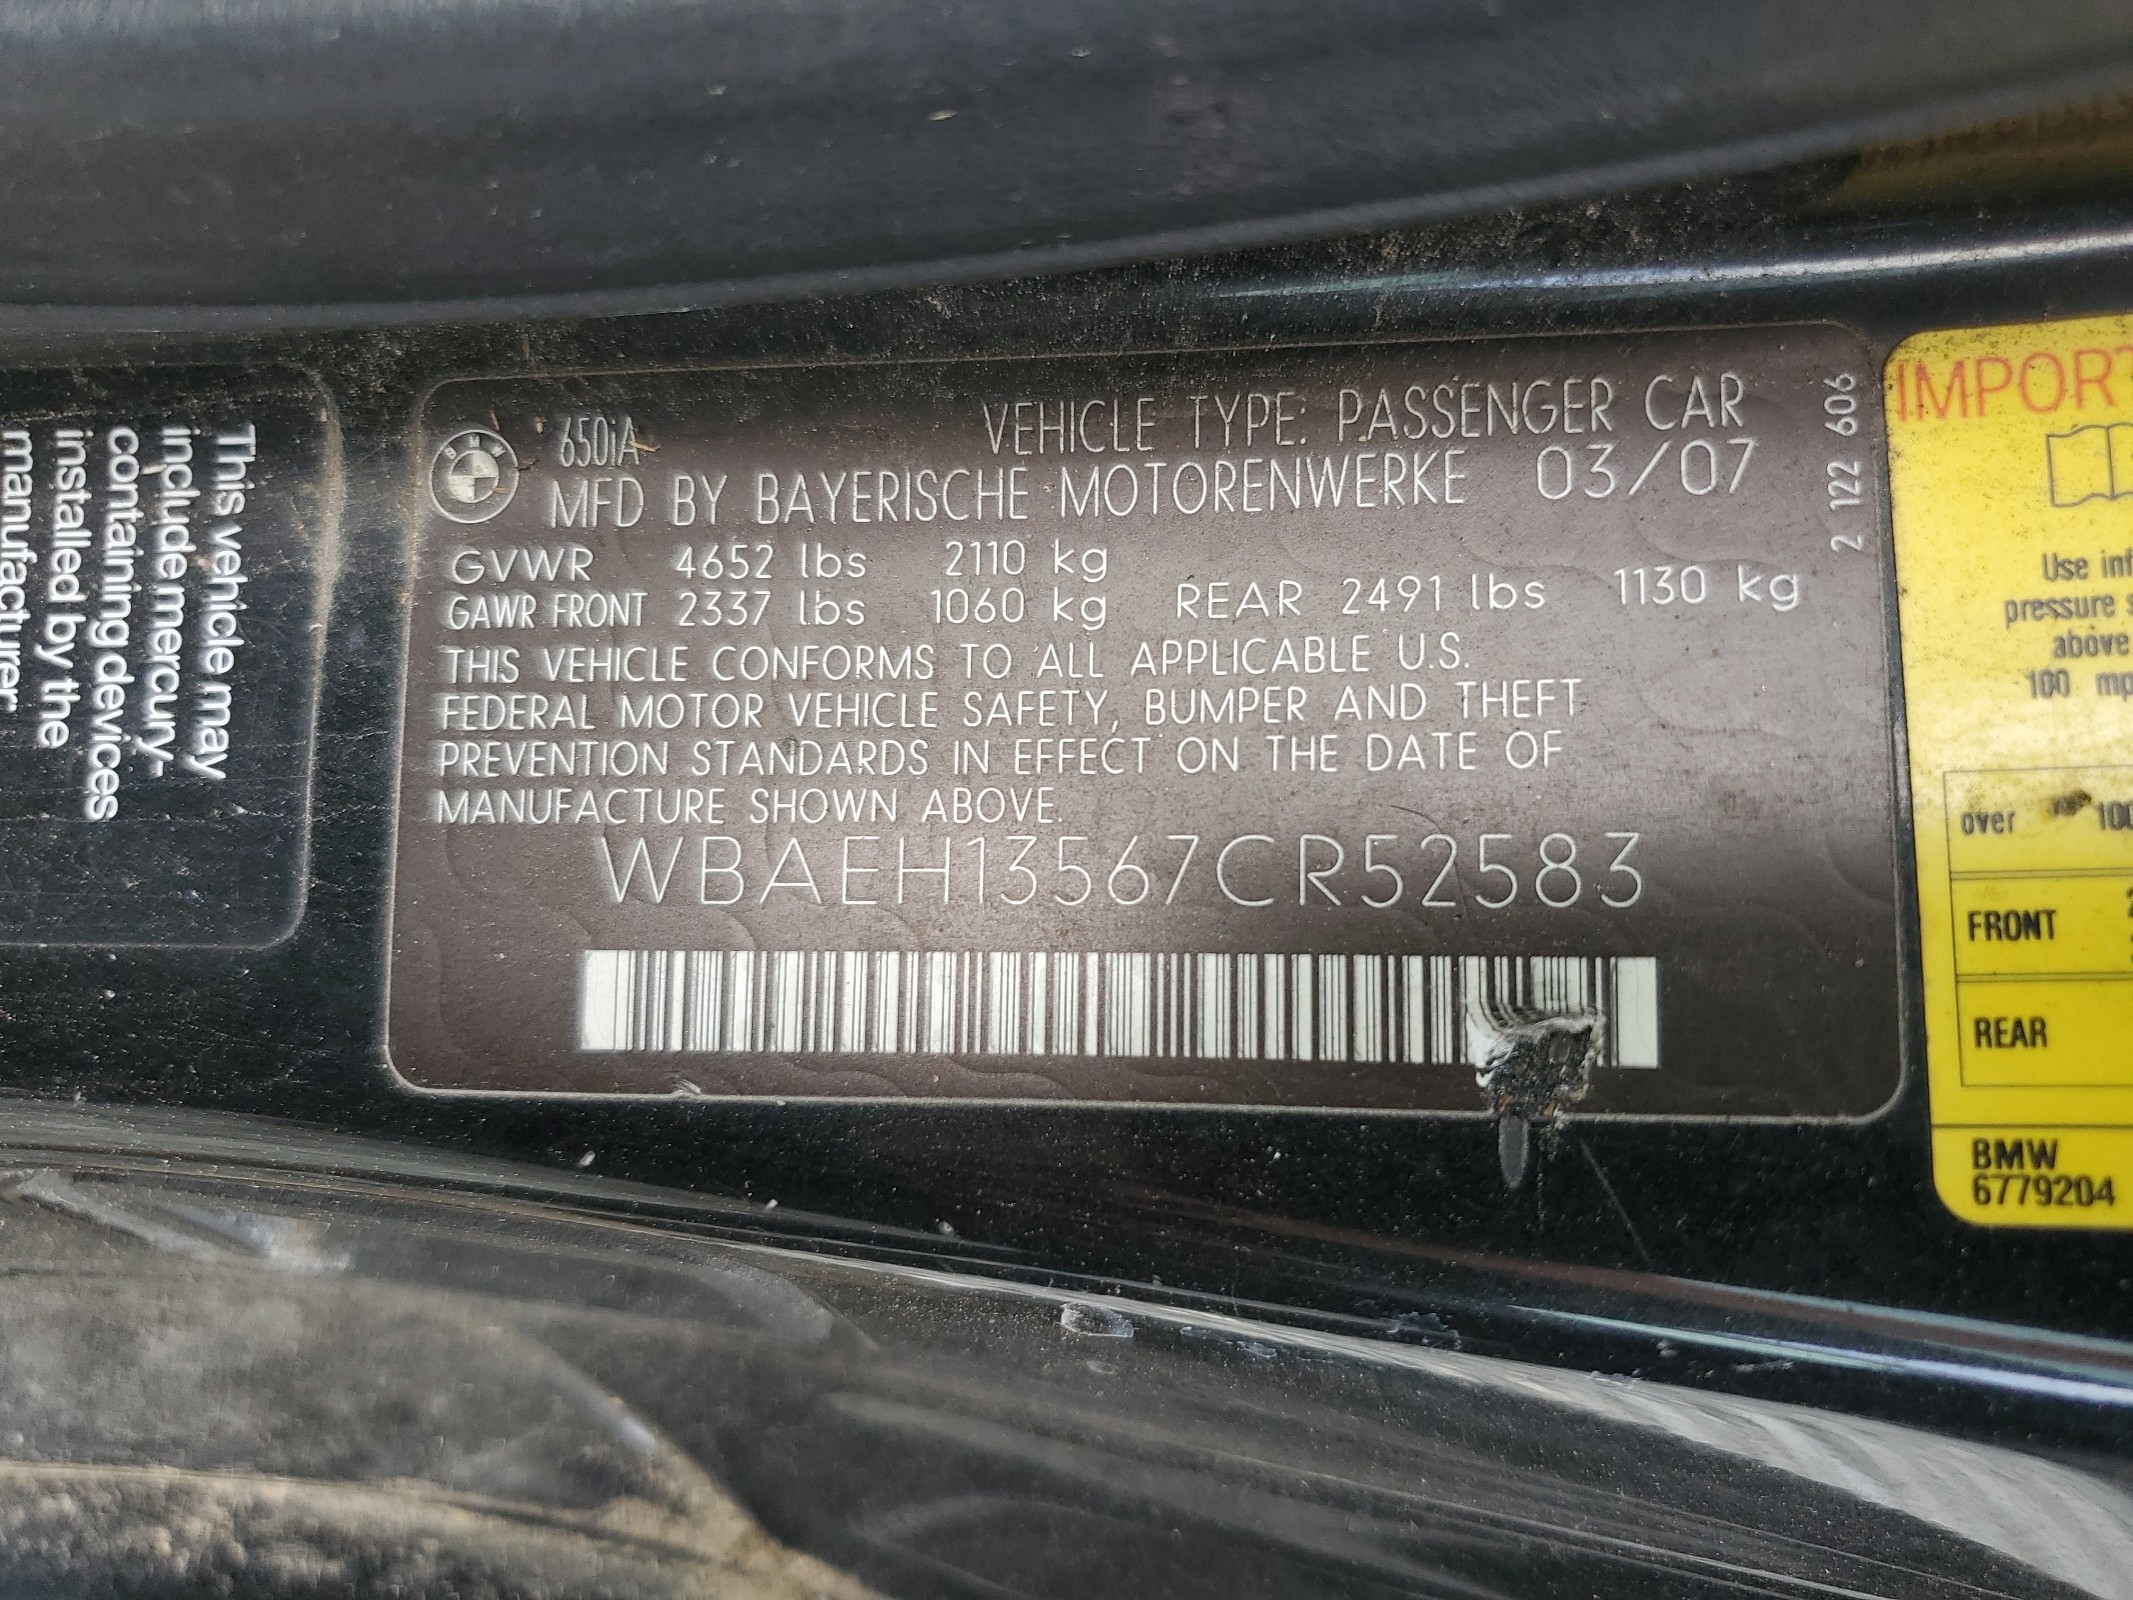 This vehicle may
include mercury-
containing devices
installed by the
manufacturer
650iA
VEHICLE TYPE: PASSENGER CAR
MFD BY BAYERISCHE MOTORENWERKE 03/07
GVWR 4652 lbs 2110 kg
GAWR FRONT 2337 lbs 1060 kg REAR 2491 lbs 1130 kg
THIS VEHICLE CONFORMS TO ALL APPLICABLE U.S.
FEDERAL MOTOR VEHICLE SAFETY, BUMPER AND THEFT
PREVENTION STANDARDS IN EFFECT ON THE DATE OF
MANUFACTURE SHOWN ABOVE.
WBAEH13567CR52583
2 122 606
IMPORT
Use inf
pressure s
above
100 mp
over 100
FRONT
REAR
BMW
6779204